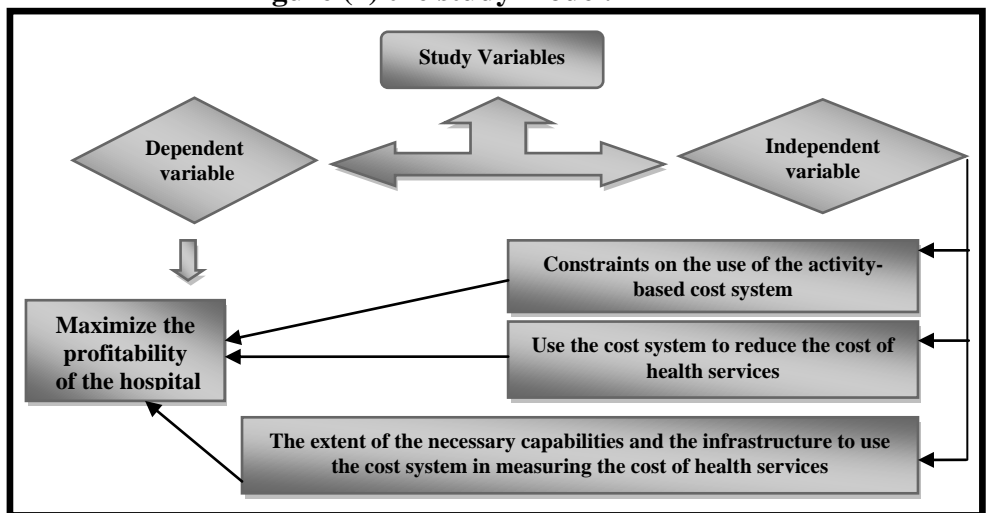 Study Variables
Dependent
variable
Independent
variable
Constraints on the use of the activity-
based cost system
Maximize the
profitability
of the hospital
Use the cost system to reduce the cost of
health services
The extent of the necessary capabilities and the infrastructure to use
the cost system in measuring the cost of health services